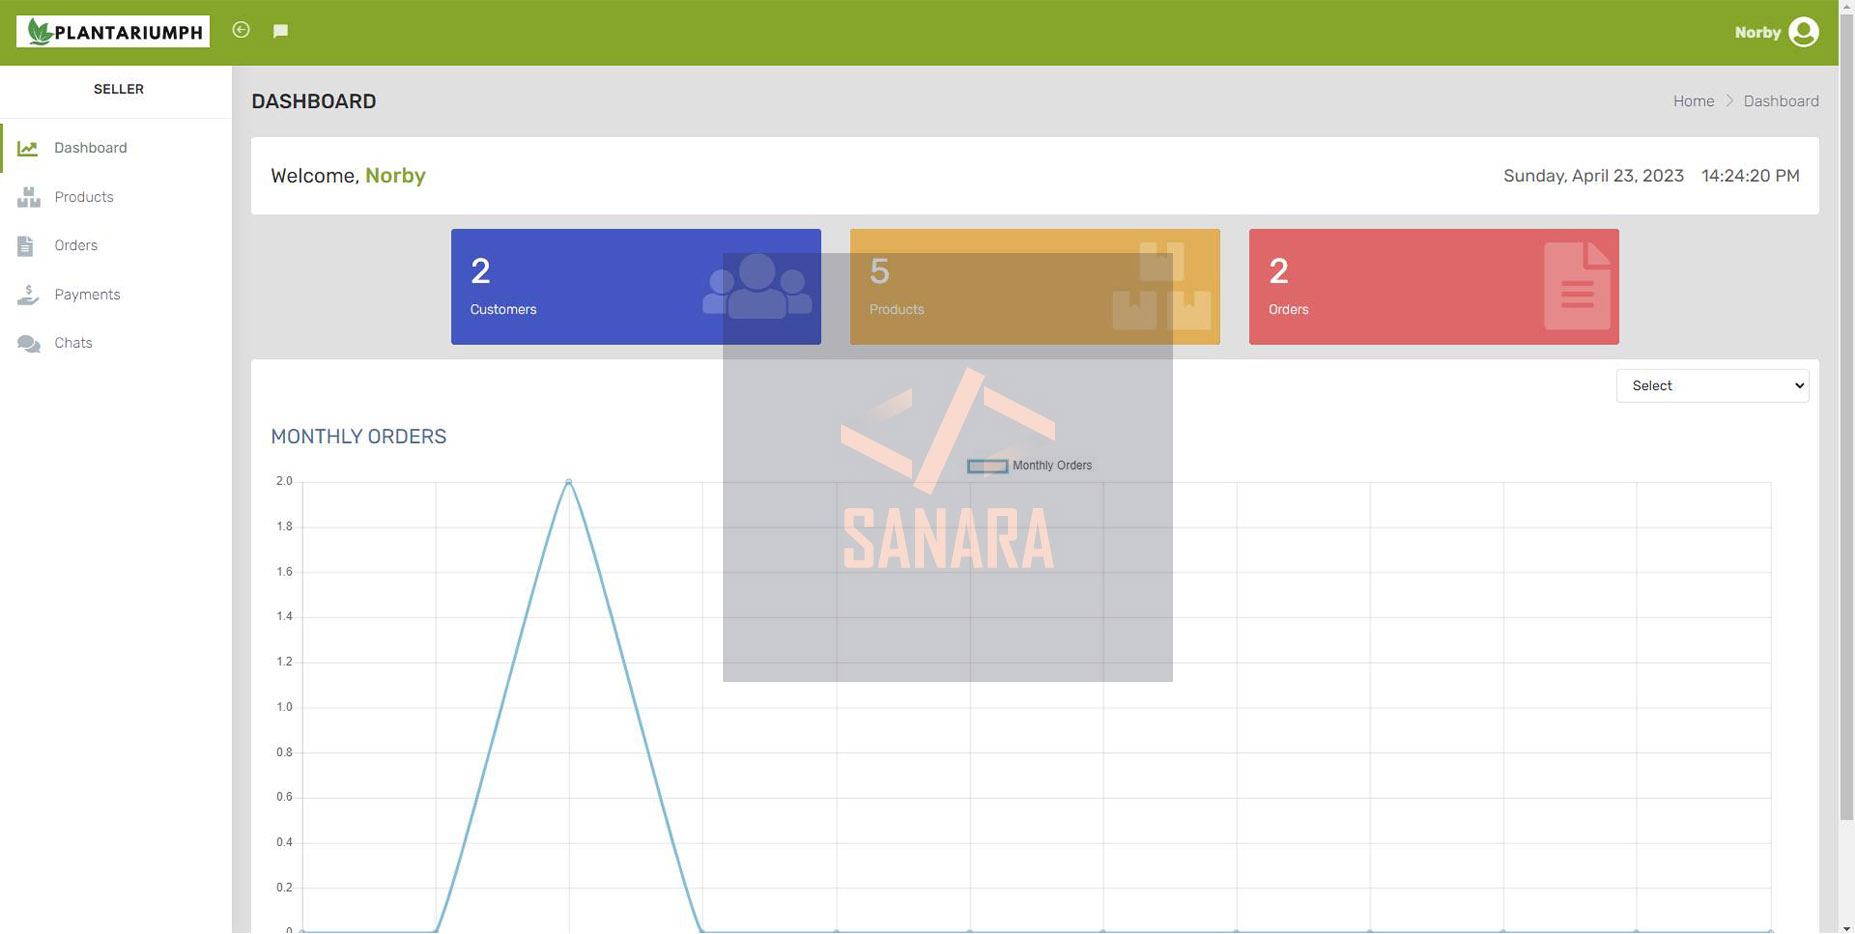 PLANTARIUMPH
Norby
SELLER
DASHBOARD
Home > Dashboard
Dashboard
Welcome, Norby
Sunday, April 23, 2023 14:24:20 PM
Products
Orders
Payments
Chats
2
Customers
5
Products
2
Orders
Select
MONTHLY ORDERS
Monthly Orders
</>
SANARA
2.0
1.8
1.6
1.4
1.2
1.0
0.8
0.6
0.4
0.2
0